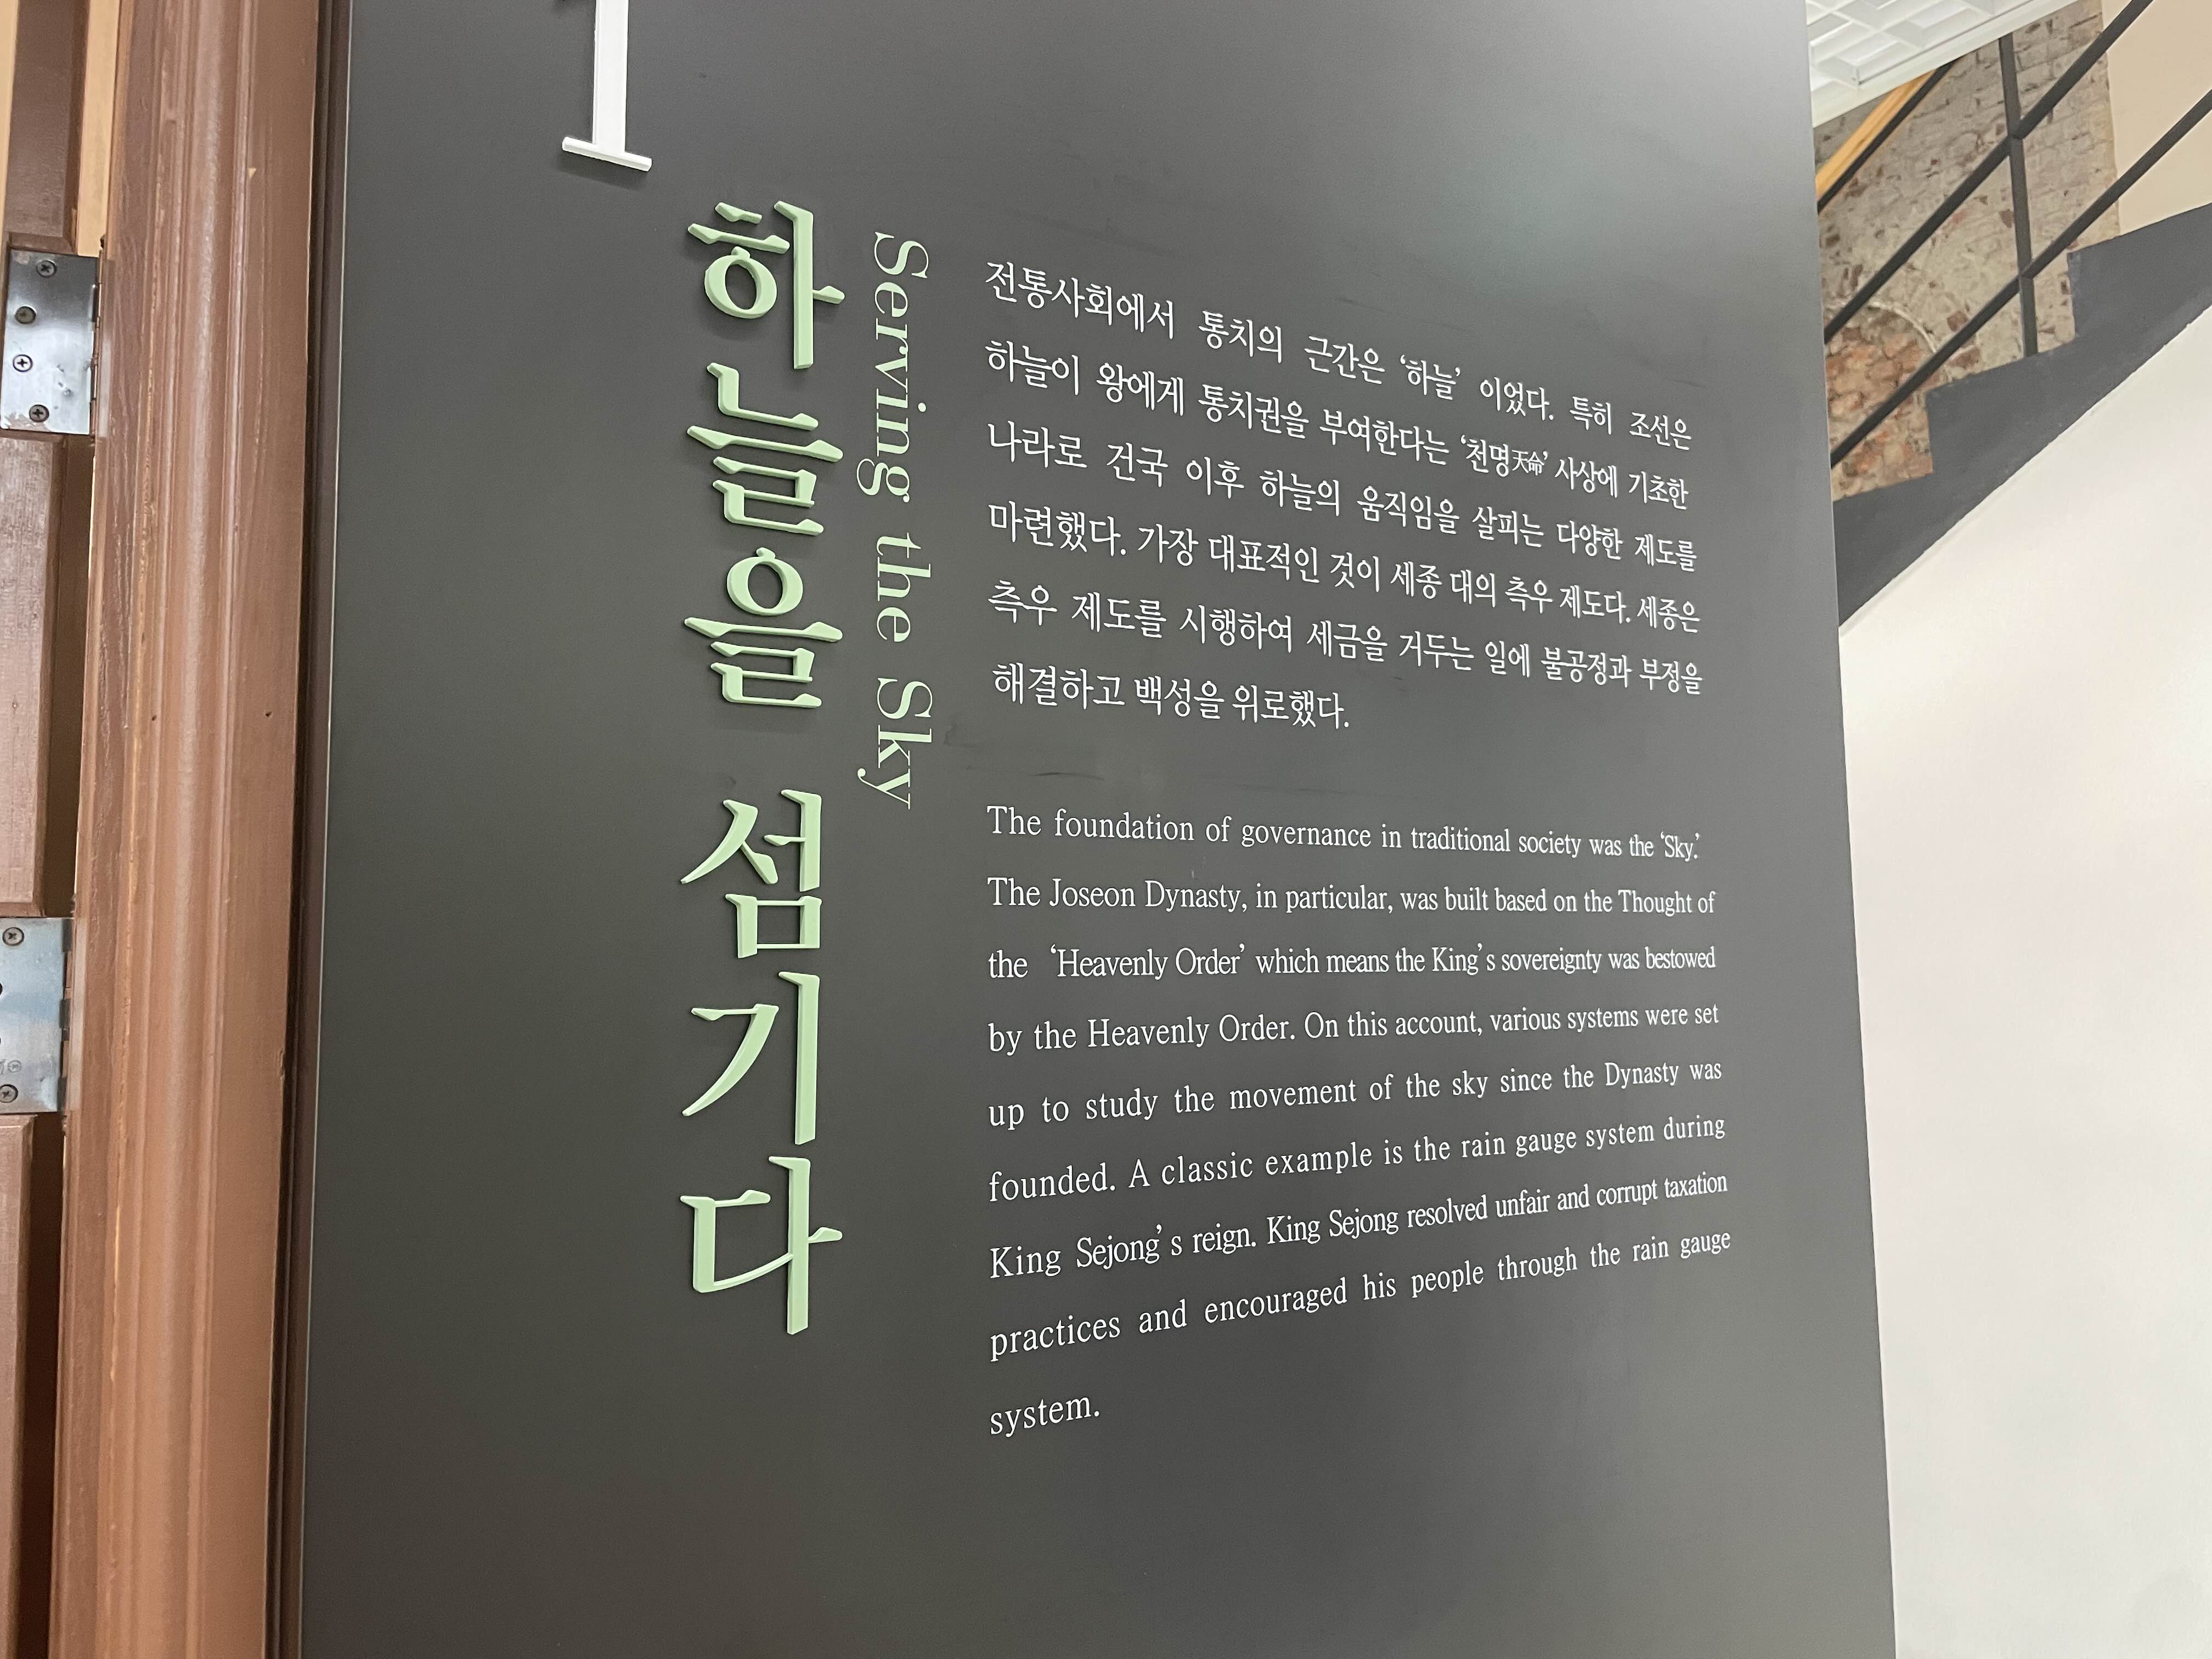 1
하늘을 섬기다
Serving the Sky
전통사회에서 통치의 근간은 ‘하늘’ 이었다. 특히 조선은
하늘이 왕에게 통치권을 부여한다는 ‘천명天命’ 사상에 기초한
나라로 건국 이후 하늘의 움직임을 살피는 다양한 제도를
마련했다. 가장 대표적인 것이 세종 대의 측우 제도다. 세종은
측우 제도를 시행하여 세금을 거두는 일에 불공정과 부정을
해결하고 백성을 위로했다.
The foundation of governance in traditional society was the ‘Sky.’
The Joseon Dynasty, in particular, was built based on the Thought of
the ‘Heavenly Order’ which means the King’s sovereignty was bestowed
by the Heavenly Order. On this account, various systems were set
up to study the movement of the sky since the Dynasty was
founded. A classic example is the rain gauge system during
King Sejong’s reign. King Sejong resolved unfair and corrupt taxation
practices and encouraged his people through the rain gauge
system.